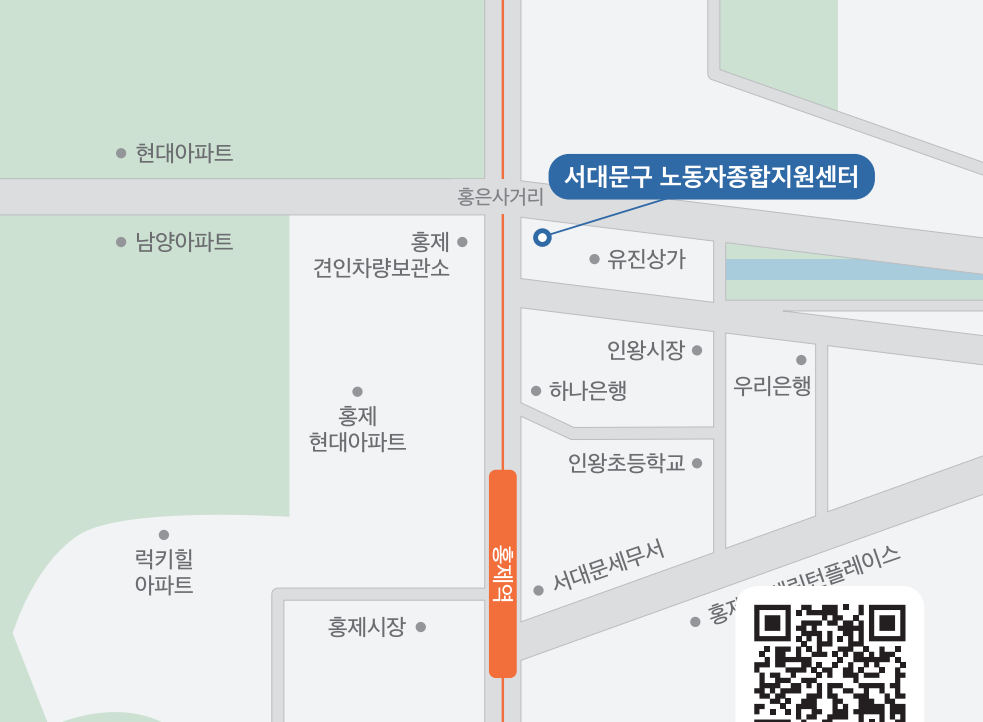 현대아파트
서대문구 노동자종합지원센터
홍은사거리
남양아파트
홍제
견인차량보관소
유진상가
인왕시장
우리은행
하나은행
홍제
현대아파트
인왕초등학교
럭키힐
아파트
홍제역
서대문세무서
홍제시장